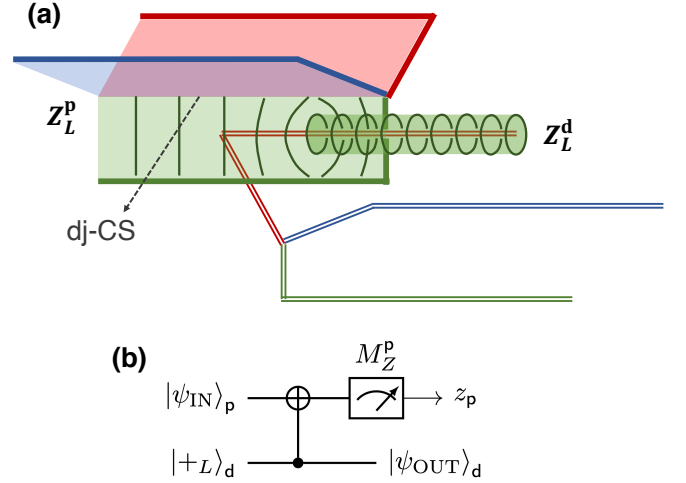 (a)
Z_L^p
Z_L^d
dj-CS
(b)
M_Z^p
|ψ_IN⟩_p
z_p
|+_L⟩_d
|ψ_OUT⟩_d